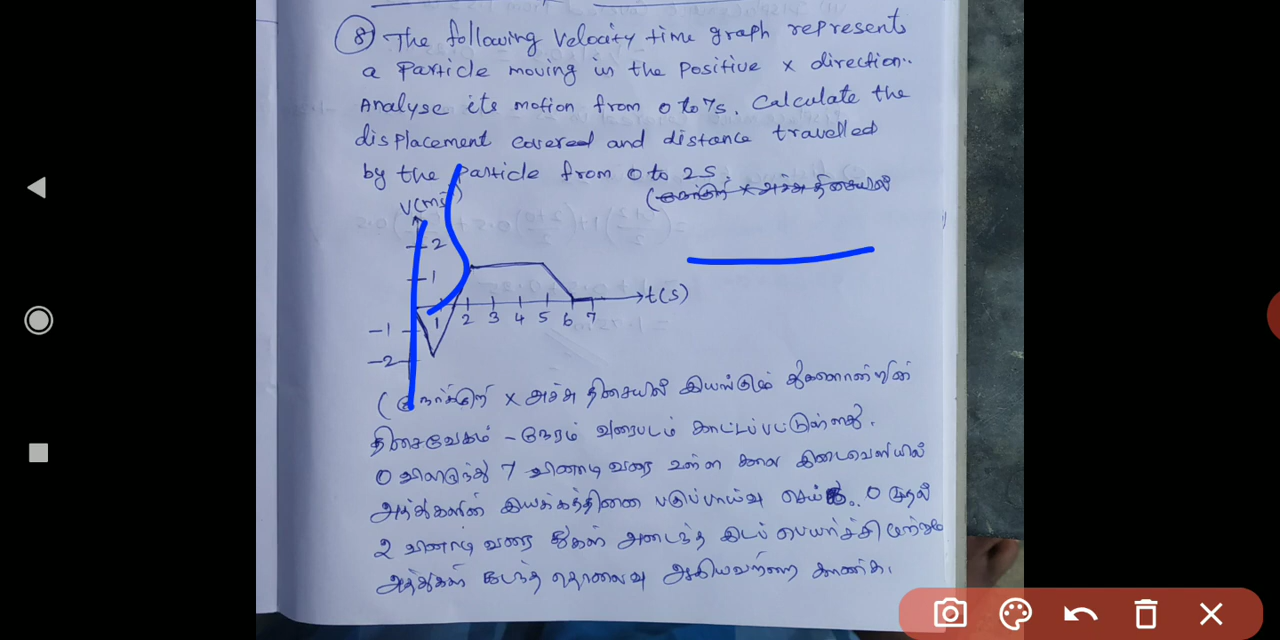 8) The following Velocity time graph represents
a Particle moving in the Positive x direction..
Analyse its motion from 0 to 7s. Calculate the
displacement covered and distance travelled
by the particle from 0 to 2s
V(ms
2
1
t(s)
1 2 3 4 5 6 7
-1
-2
(நேர்க்குறி x அச்சு திசையில் இயங்கும் துகளொன்றின்
திசைவேகம் - நேரம் வரைபடம் காட்டப்பட்டுள்ளது.
0 விலிருந்து 7 வினாடி வரை உள்ள கால இடைவெளியில்
அத்துகளின் இயக்கத்தினை பகுப்பாய்வு செய்க. 0 முதல்
2 வினாடி வரை துகள் அடைந்த இடப்பெயர்ச்சி மற்றும்
அத்துகள் கடந்த தொலைவு ஆகியவற்றை காண்க.